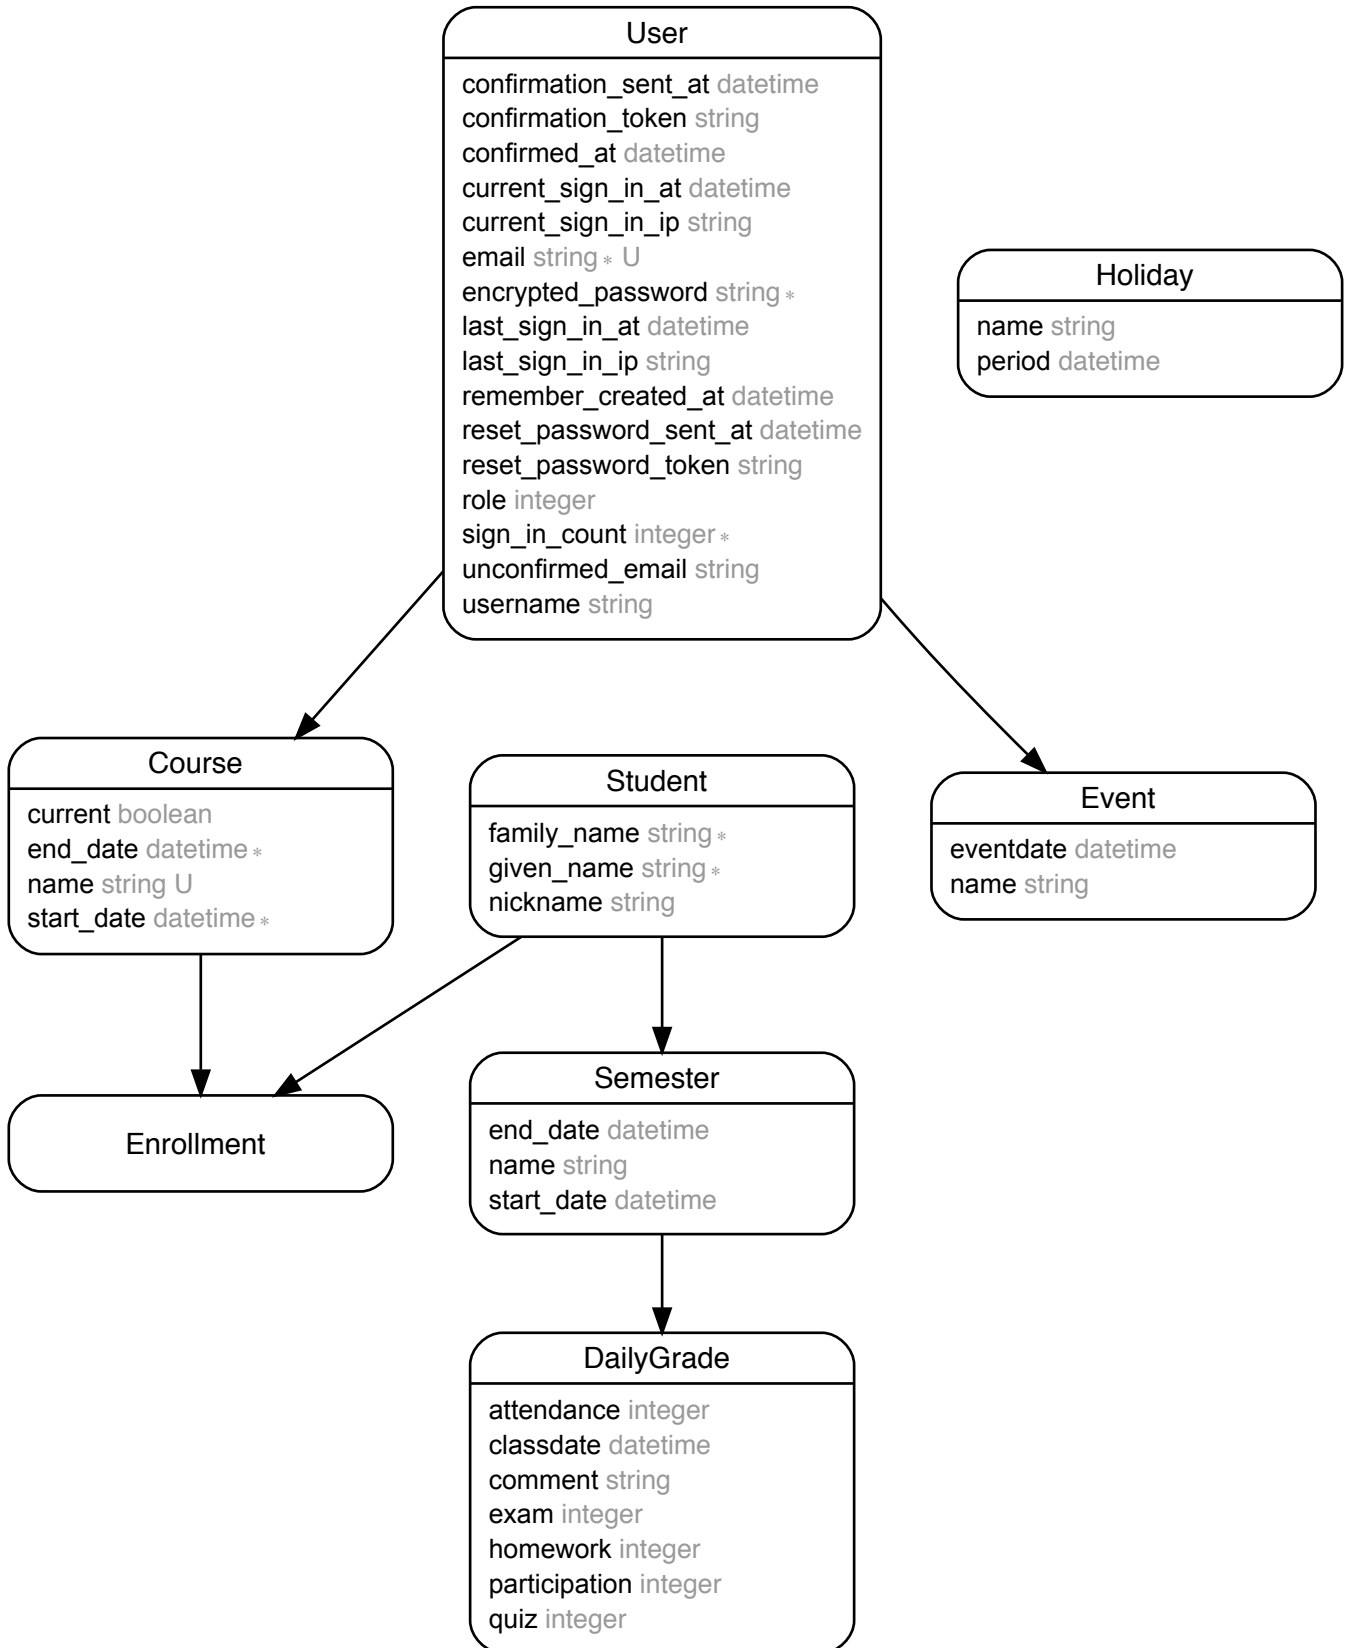 User
confirmation_sent_at datetime
confirmation_token string
confirmed_at datetime
current_sign_in_at datetime
current_sign_in_ip string
email string * U
encrypted_password string *
last_sign_in_at datetime
last_sign_in_ip string
remember_created_at datetime
reset_password_sent_at datetime
reset_password_token string
role integer
sign_in_count integer *
unconfirmed_email string
username string
Holiday
name string
period datetime
Course
current boolean
end_date datetime *
name string U
start_date datetime *
Student
family_name string *
given_name string *
nickname string
Event
eventdate datetime
name string
Enrollment
Semester
end_date datetime
name string
start_date datetime
DailyGrade
attendance integer
classdate datetime
comment string
exam integer
homework integer
participation integer
quiz integer